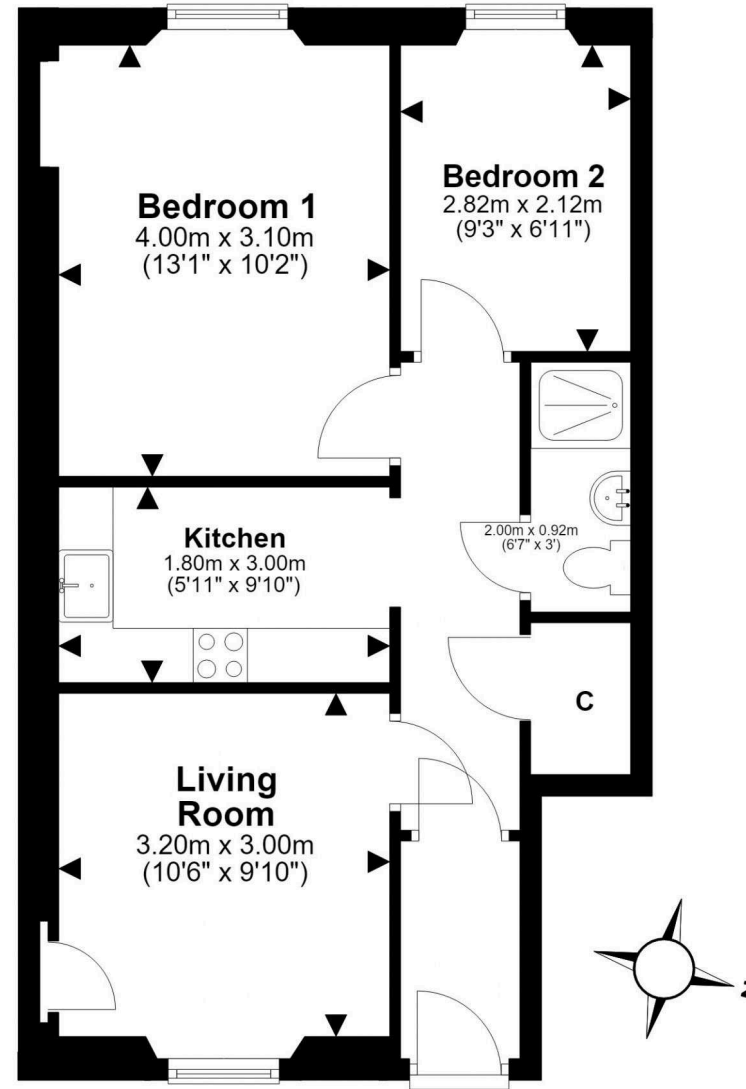 Bedroom 1
4.00m x 3.10m
(13'1" x 10'2")
Bedroom 2
2.82m x 2.12m
(9'3" x 6'11")
Kitchen
1.80m x 3.00m
(5'11" x 9'10")
2.00m x 0.92m
(6'7" x 3')
C
Living
Room
3.20m x 3.00m
(10'6" x 9'10")